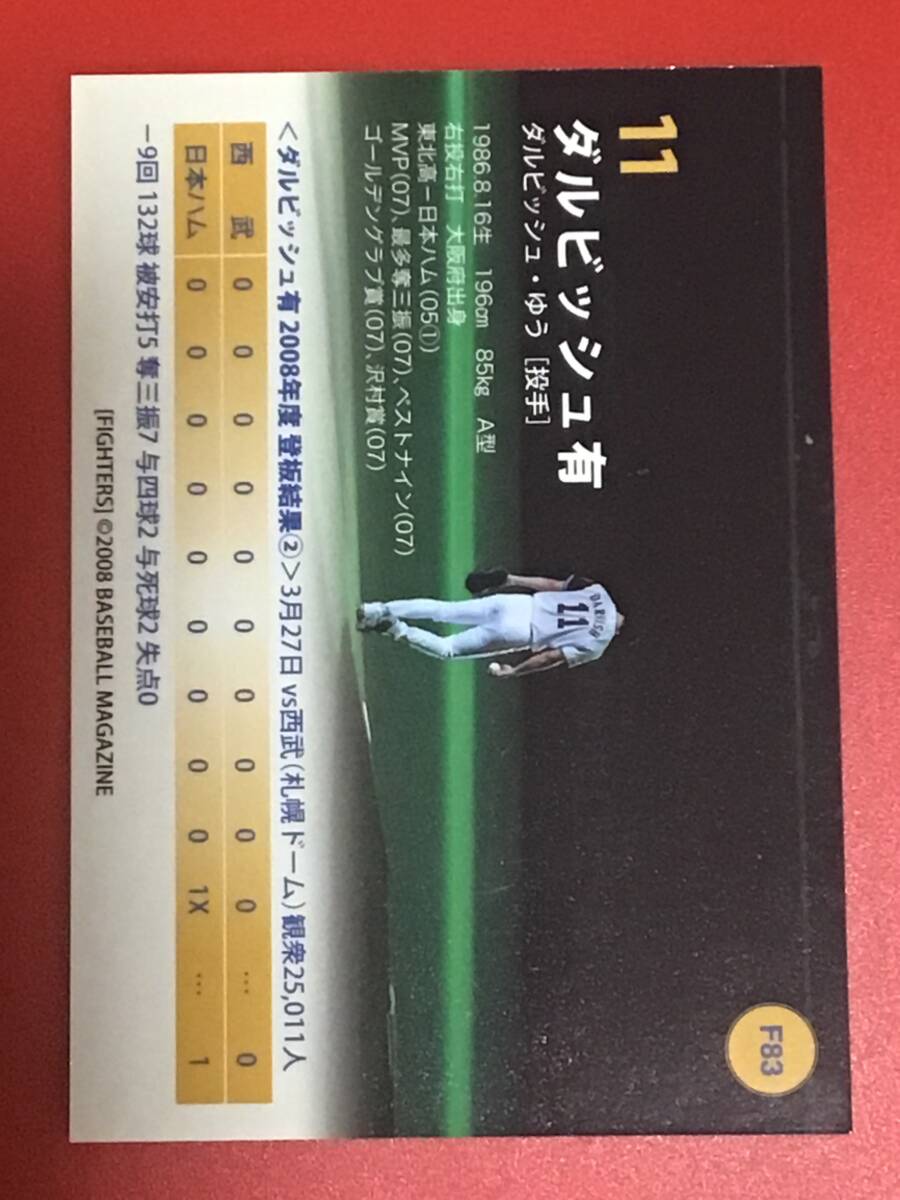 F83
11
ダルビッシュ有
ダルビッシュ・ゆう [投手]
1986.8.16生 196㎝ 85㎏ A型
右投右打 大阪府出身
東北高ー日本ハム(05①)
MVP(07)、最多奪三振(07)、ベストナイン(07)
ゴールデングラブ賞(07)、沢村賞(07)
11
<ダルビッシュ有 2008年度 登板結果②>3月27日 vs西武(札幌ドーム)観衆25,011人
西 武 0 0 0 0 0 0 0 0 0 0 … 0
日本ハム 0 0 0 0 0 0 0 0 0 1X … 1
ー9回 132球 被安打5 奪三振7 与四球2 与死球2 失点0
[FIGHTERS] ©2008 BASEBALL MAGAZINE